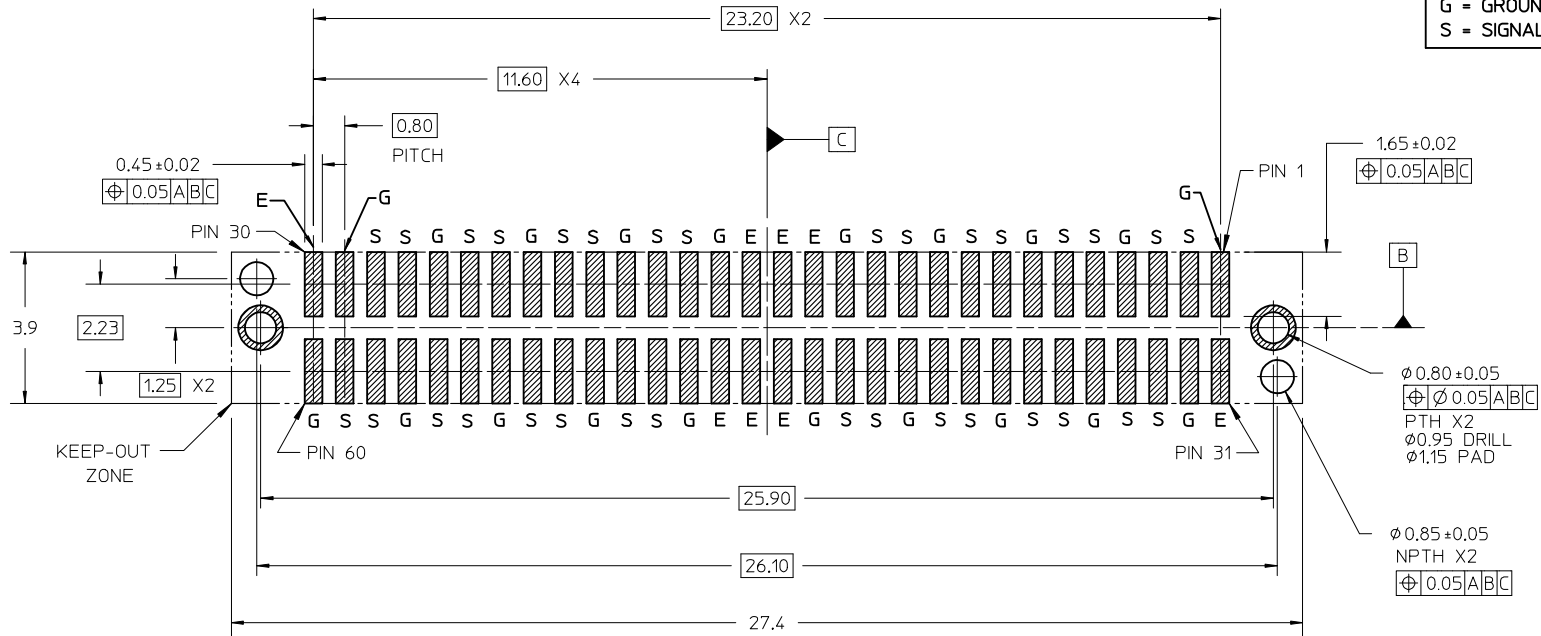 23.20 X2
G = GROUN
S = SIGNAL
11.60 X4
0.80
PITCH
C
0.45 ±0.02
⌖ 0.05 A B C
1.65 ±0.02
⌖ 0.05 A B C
E
G
G
PIN 1
PIN 30
S S G S S G S S G S S G E E E G S S G S S G S S G S S
B
3.9
2.23
1.25 X2
Ø 0.80 ±0.05
⌖ Ø 0.05 A B C
PTH X2
Ø0.95 DRILL
Ø1.15 PAD
G S S G S S G S S G S S G E E E G S S G S S G S S G S S G E
KEEP-OUT
ZONE
PIN 60
PIN 31
25.90
Ø 0.85 ±0.05
NPTH X2
⌖ 0.05 A B C
26.10
27.4